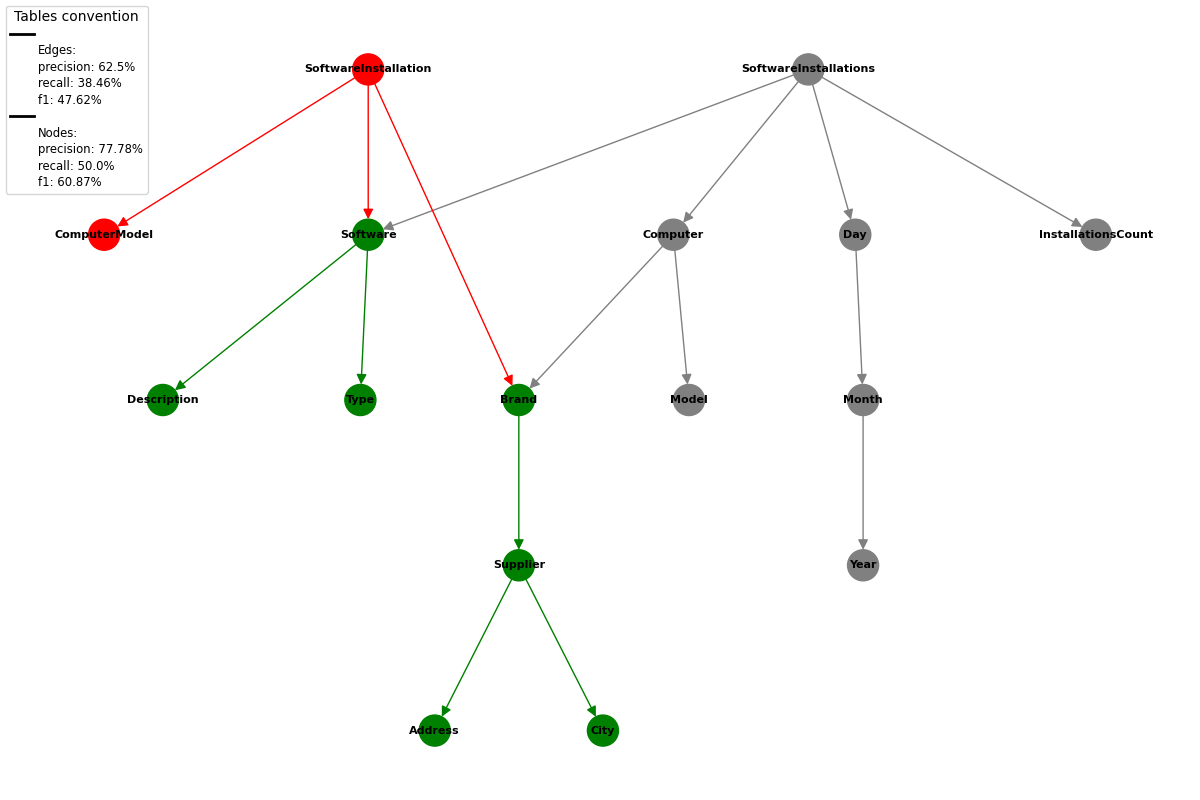 Tables convention
Edges:
precision: 62.5%
recall: 38.46%
f1: 47.62%
Nodes:
precision: 77.78%
recall: 50.0%
f1: 60.87%
SoftwareInstallation
SoftwareInstallations
ComputerModel
Software
Computer
Day
InstallationsCount
Description
Type
Brand
Model
Month
Supplier
Year
Address
City